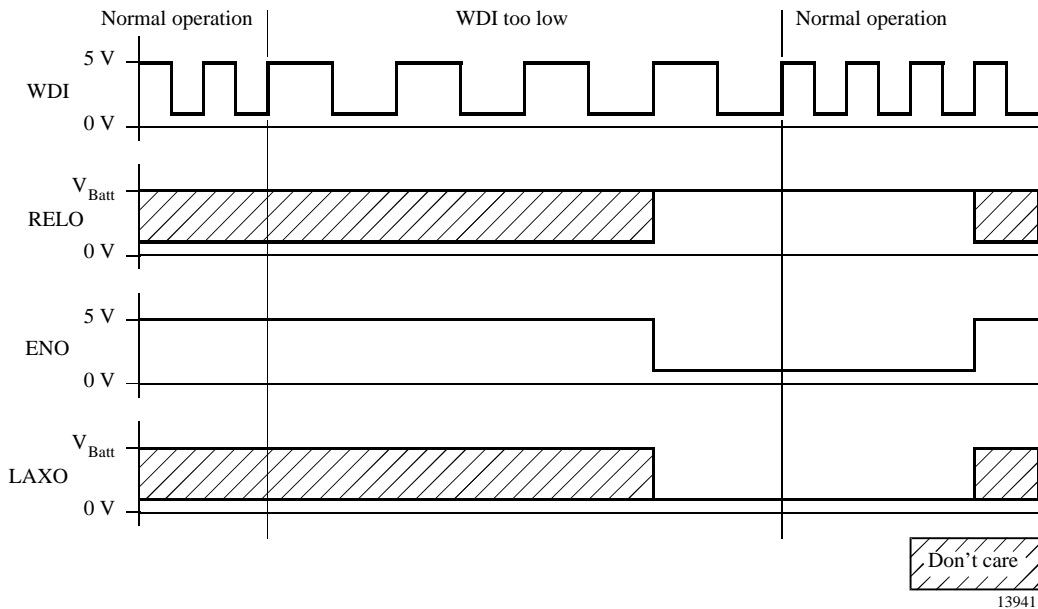 Normal operation WDI too low Normal operation
5 V
WDI
0 V
V Batt
RELO
0 V
5 V
ENO
0 V
V Batt
LAXO
0 V
Don't care
13941